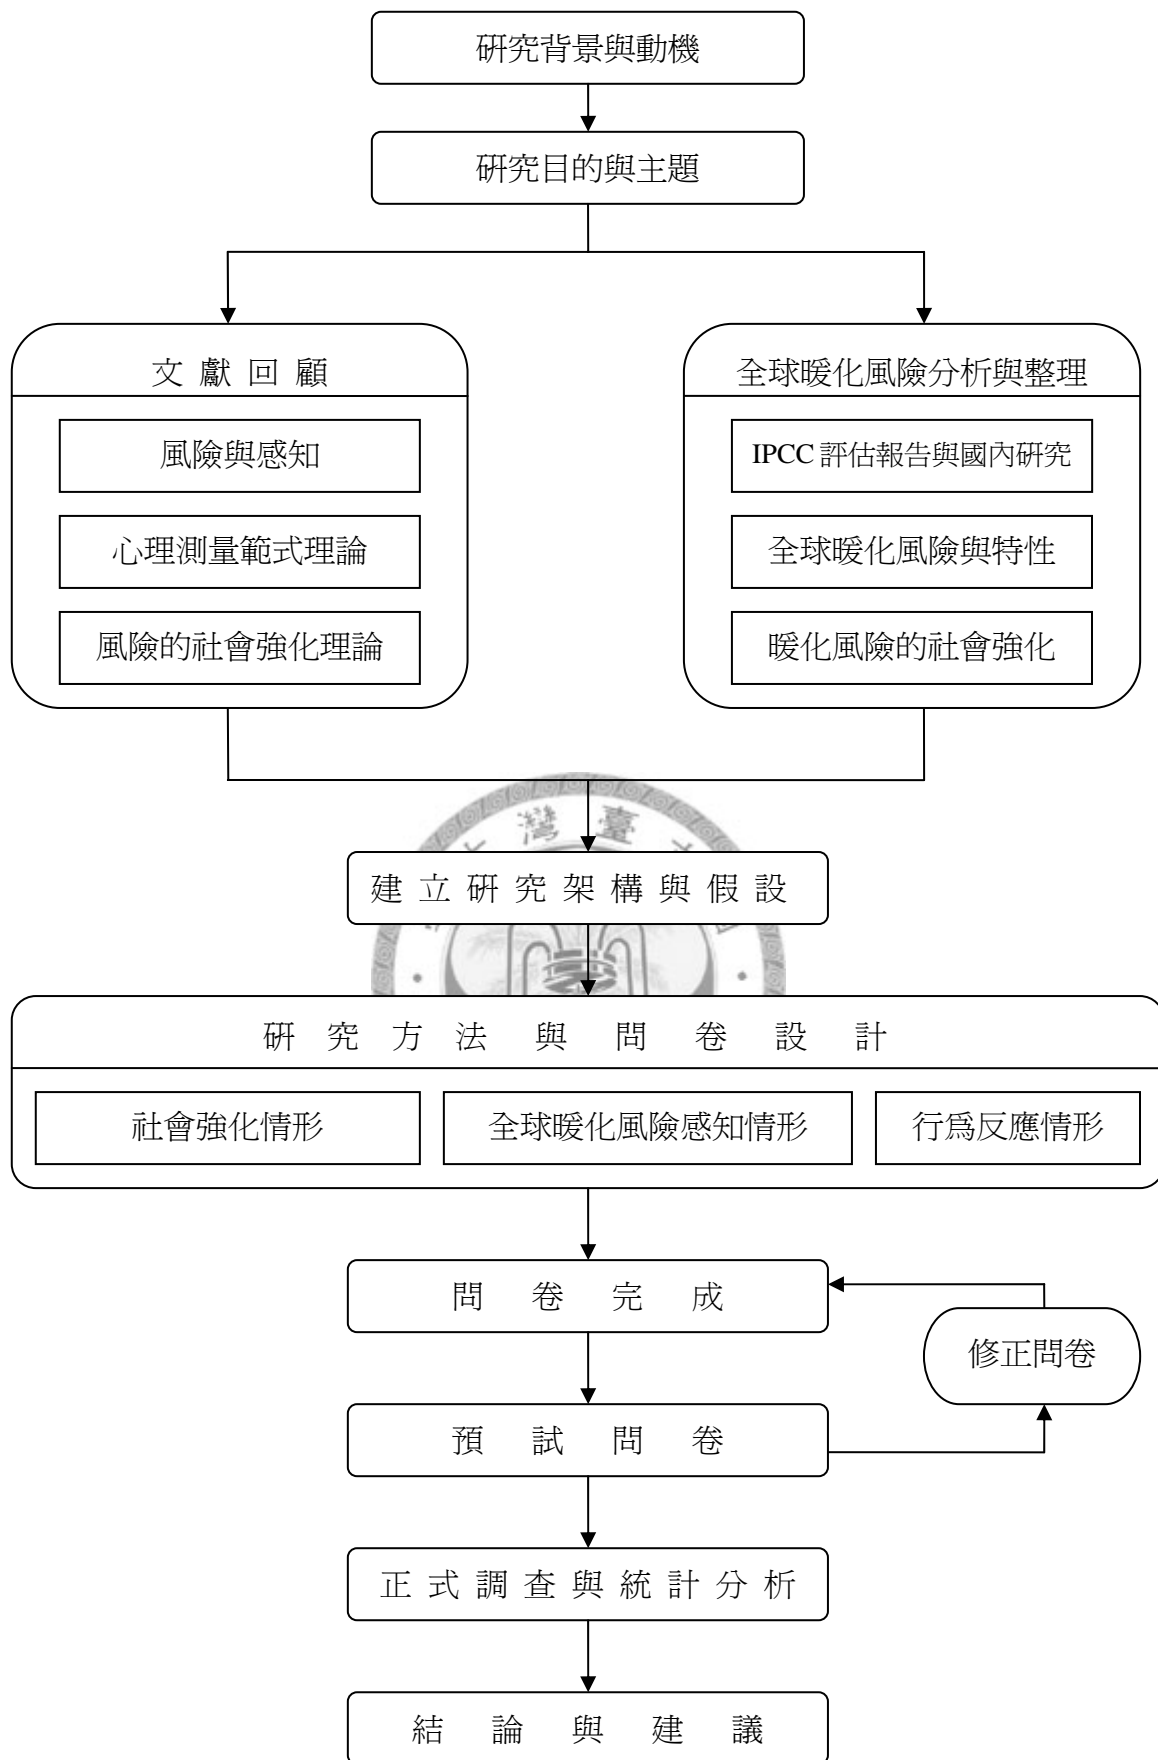 研究背景與動機
研究目的與主題
文獻回顧
風險與感知
心理測量範式理論
風險的社會強化理論
全球暖化風險分析與整理
IPCC 評估報告與國內研究
全球暖化風險與特性
暖化風險的社會強化
灣 臺
建立研究架構與假設
研究方法與問卷設計
社會強化情形
全球暖化風險感知情形
行為反應情形
問卷完成
修正問卷
預試問卷
正式調查與統計分析
結論與建議